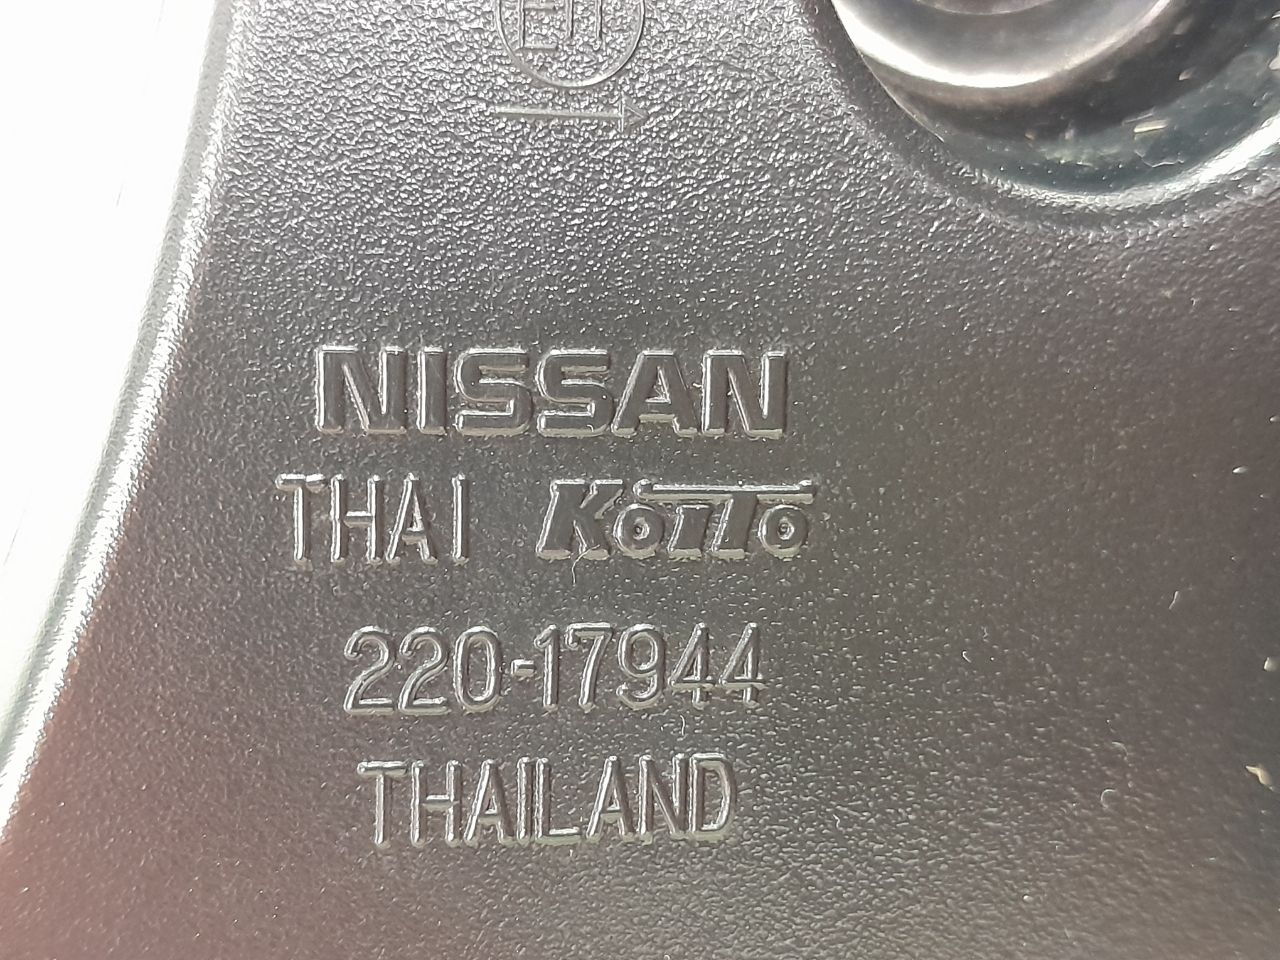 NISSAN
THAI KOITO
220-17944
THAILAND